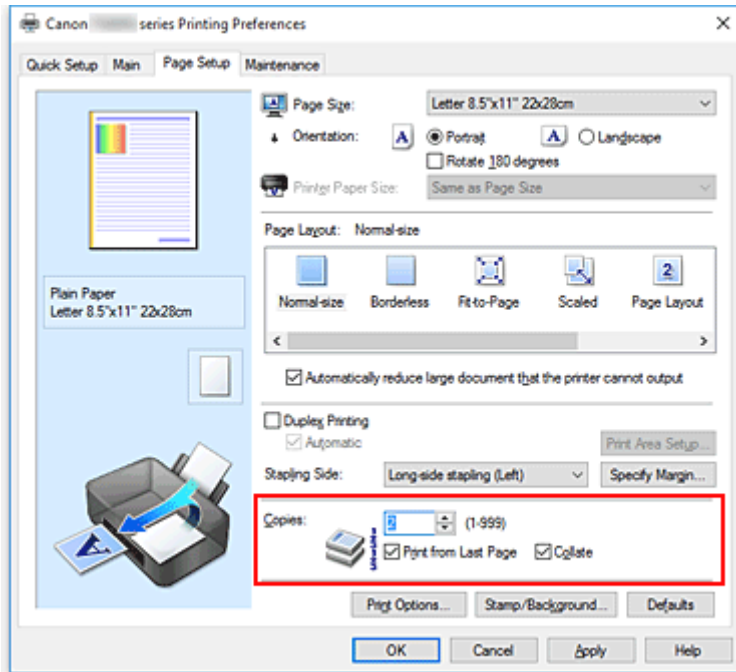 Canon series Printing Preferences
Quick Setup Main Page Setup Maintenance
Page Size: Letter 8.5"x11" 22x28cm
Orientation: A Portrait A Landscape
Rotate 180 degrees
Printer Paper Size: Same as Page Size
Page Layout: Normal-size
2
Normal-size Borderless Fit-to-Page Scaled Page Layout
Plain Paper
Letter 8.5"x11" 22x28cm
Automatically reduce large document that the printer cannot output
Duplex Printing
Automatic Print Area Setup...
Stapling Side: Long-side stapling (Left) Specify Margin...
Copies: 2 (1-999)
Print from Last Page Collate
A
Print Options... Stamp/Background... Defaults
OK Cancel Apply Help